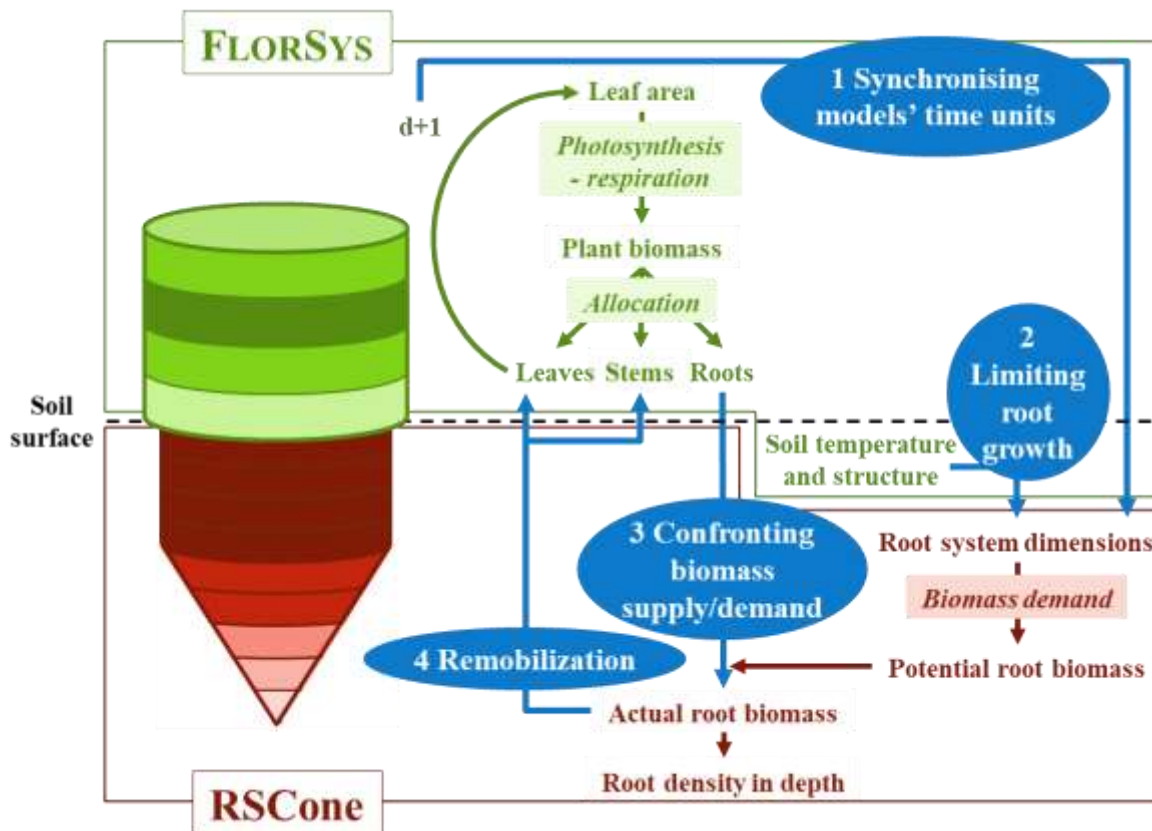 FLORSYS
1 Synchronising
models' time units
Leaf area
d+1
Photosynthesis
- respiration
Plant biomass
Allocation
Leaves Stems Roots
2
Limiting
root
growth
Soil
surface
Soil temperature
and structure
3 Confronting
biomass
supply/demand
Root system dimensions
Biomass demand
4 Remobilization
Potential root biomass
Actual root biomass
Root density in depth
RSCone